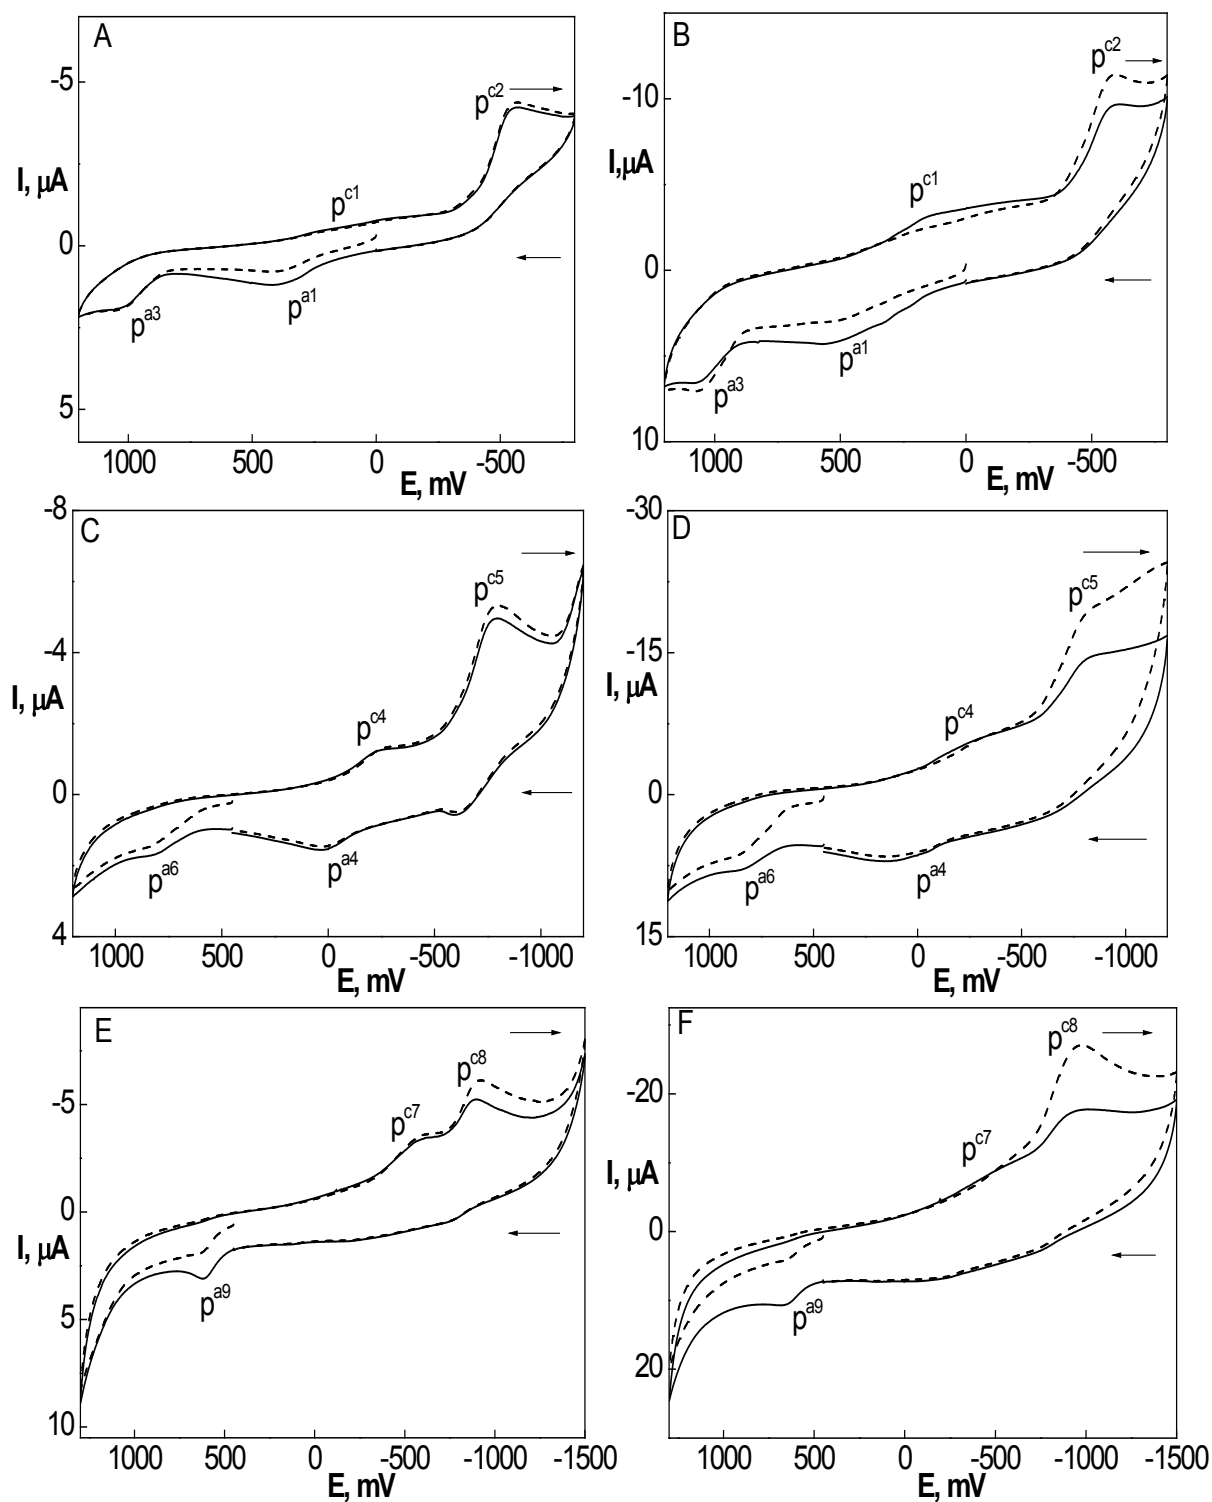 A
p^c2
-5
I, μA
p^c1
0
p^a1
p^a3
5
1000 500 0 -500
E, mV
B
p^c2
-10
I,μA
p^c1
0
p^a1
p^a3
10
1000 500 0 -500
E, mV
-8
C
p^c5
-4
I, μA
p^c4
0
p^a4
p^a6
4
1000 500 0 -500 -1000
E, mV
-30
D
p^c5
-15
I, μA
p^c4
0
p^a4
p^a6
15
1000 500 0 -500 -1000
E, mV
E
p^c8
-5
p^c7
0
I, μA
p^a9
5
10
1000 500 0 -500 -1000 -1500
E, mV
F
p^c8
-20
p^c7
I, μA
0
p^a9
20
1000 500 0 -500 -1000 -1500
E, mV